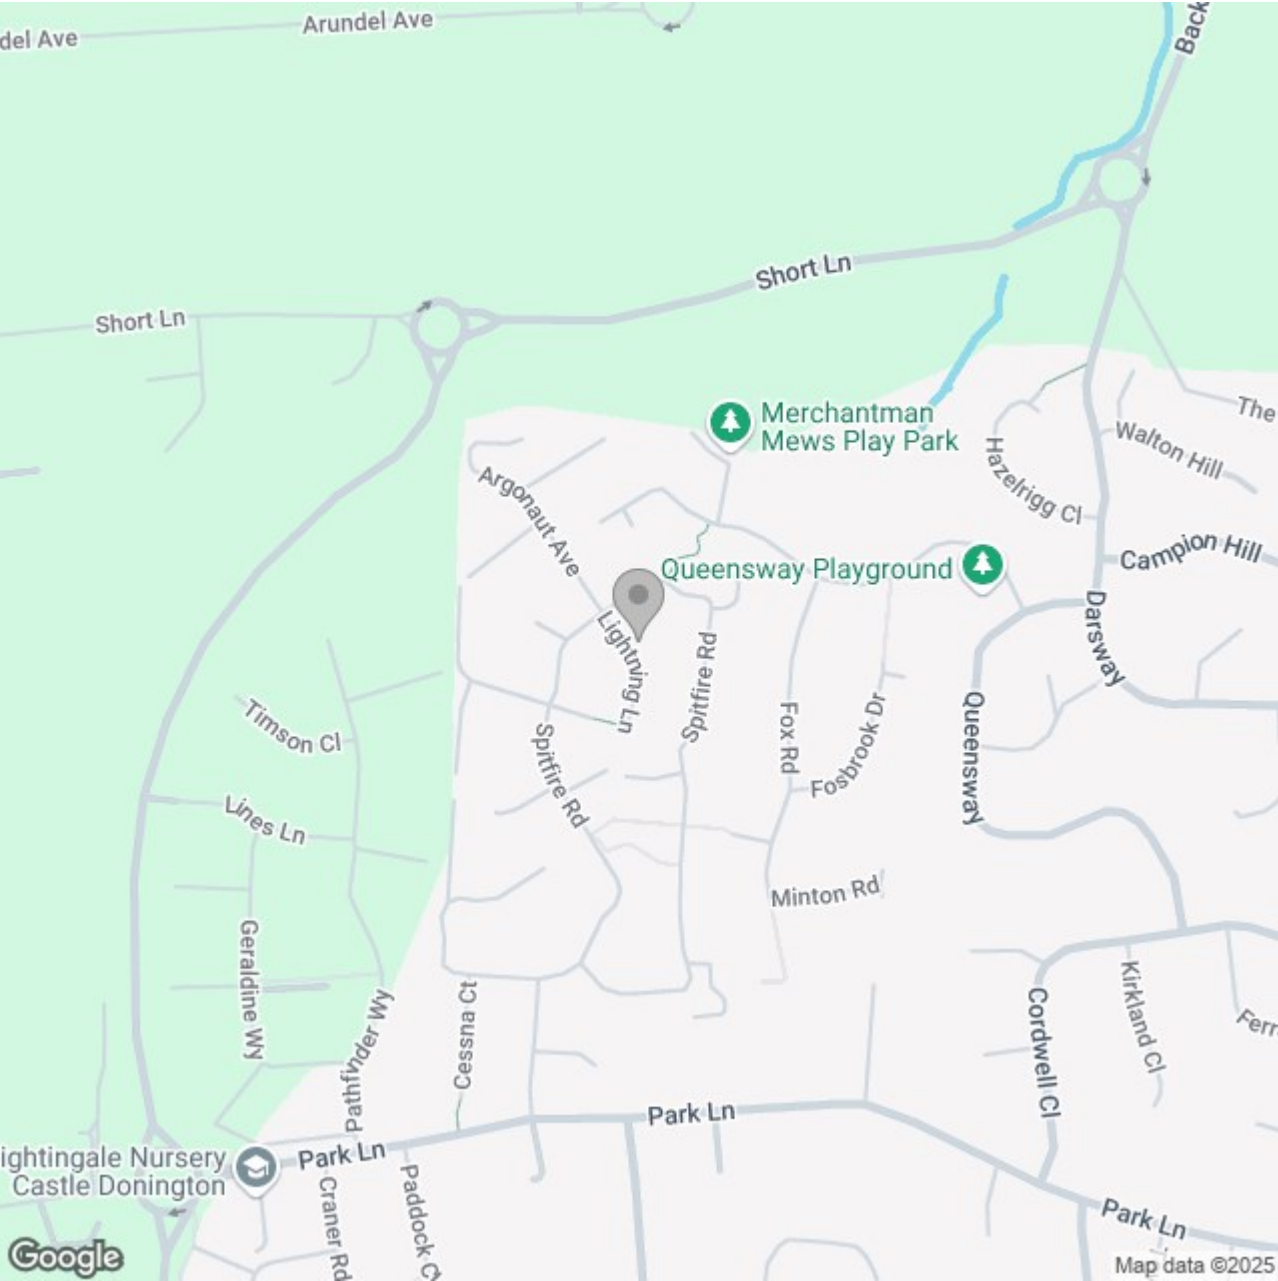 del Ave
Arundel Ave
Back
Short Ln
Short Ln
Merchantman
Mews Play Park
The
Walton Hill
Hazelrigg Cl
Argonaut Ave
Campion Hill
Queensway Playground
Darsway
Lightning Ln
Spitfire Rd
Timson Cl
Queensway
Fox Rd
Fosbrook Dr
Spitfire Rd
Lines Ln
Minton Rd
Geraldine Wy
Pathfinder Wy
Cessna Ct
Kirkland Cl
Cordwell Cl
Ferr
Park Ln
ightingale Nursery
Castle Donington
Park Ln
Craner Rd
Paddock C
Park Ln
Google
Map data ©2025